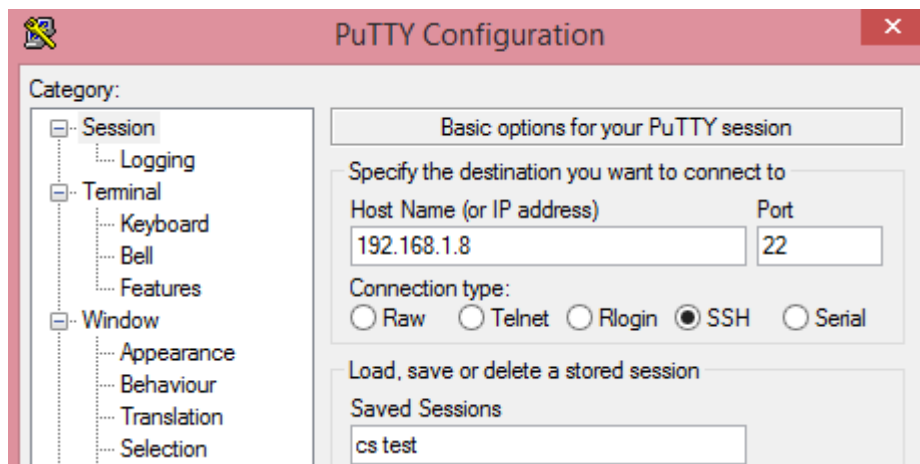 PuTTY Configuration
Category:
Session
Logging
Terminal
Keyboard
Bell
Features
Window
Appearance
Behaviour
Translation
Selection
Basic options for your PuTTY session
Specify the destination you want to connect to
Host Name (or IP address) Port
192.168.1.8 22
Connection type:
Raw Telnet Rlogin SSH Serial
Load, save or delete a stored session
Saved Sessions
cs test